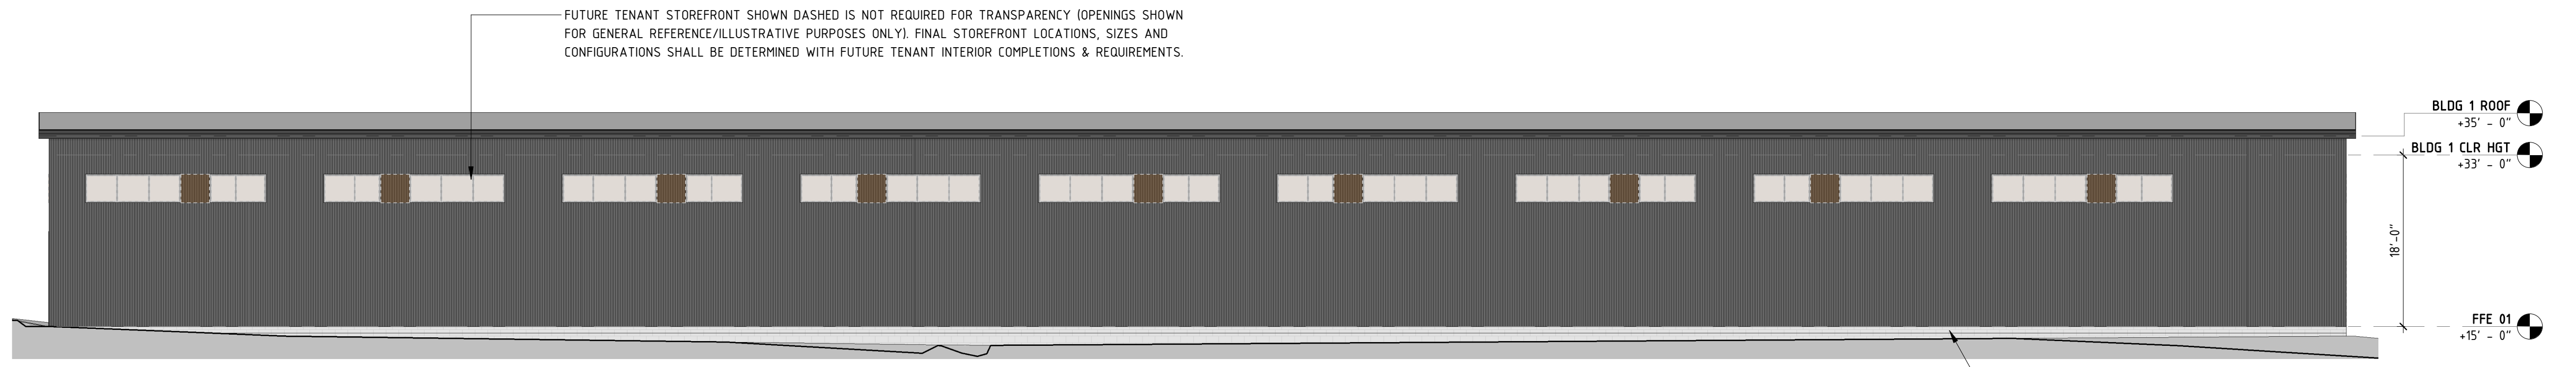 FUTURE TENANT STOREFRONT SHOWN DASHED IS NOT REQUIRED FOR TRANSPARENCY (OPENINGS SHOWN
FOR GENERAL REFERENCE/ILLUSTRATIVE PURPOSES ONLY). FINAL STOREFRONT LOCATIONS, SIZES AND
CONFIGURATIONS SHALL BE DETERMINED WITH FUTURE TENANT INTERIOR COMPLETIONS & REQUIREMENTS.
BLDG 1 ROOF
+35' - 0"
BLDG 1 CLR HGT
+33' - 0"
18'-0"
FFE 01
+15' - 0"